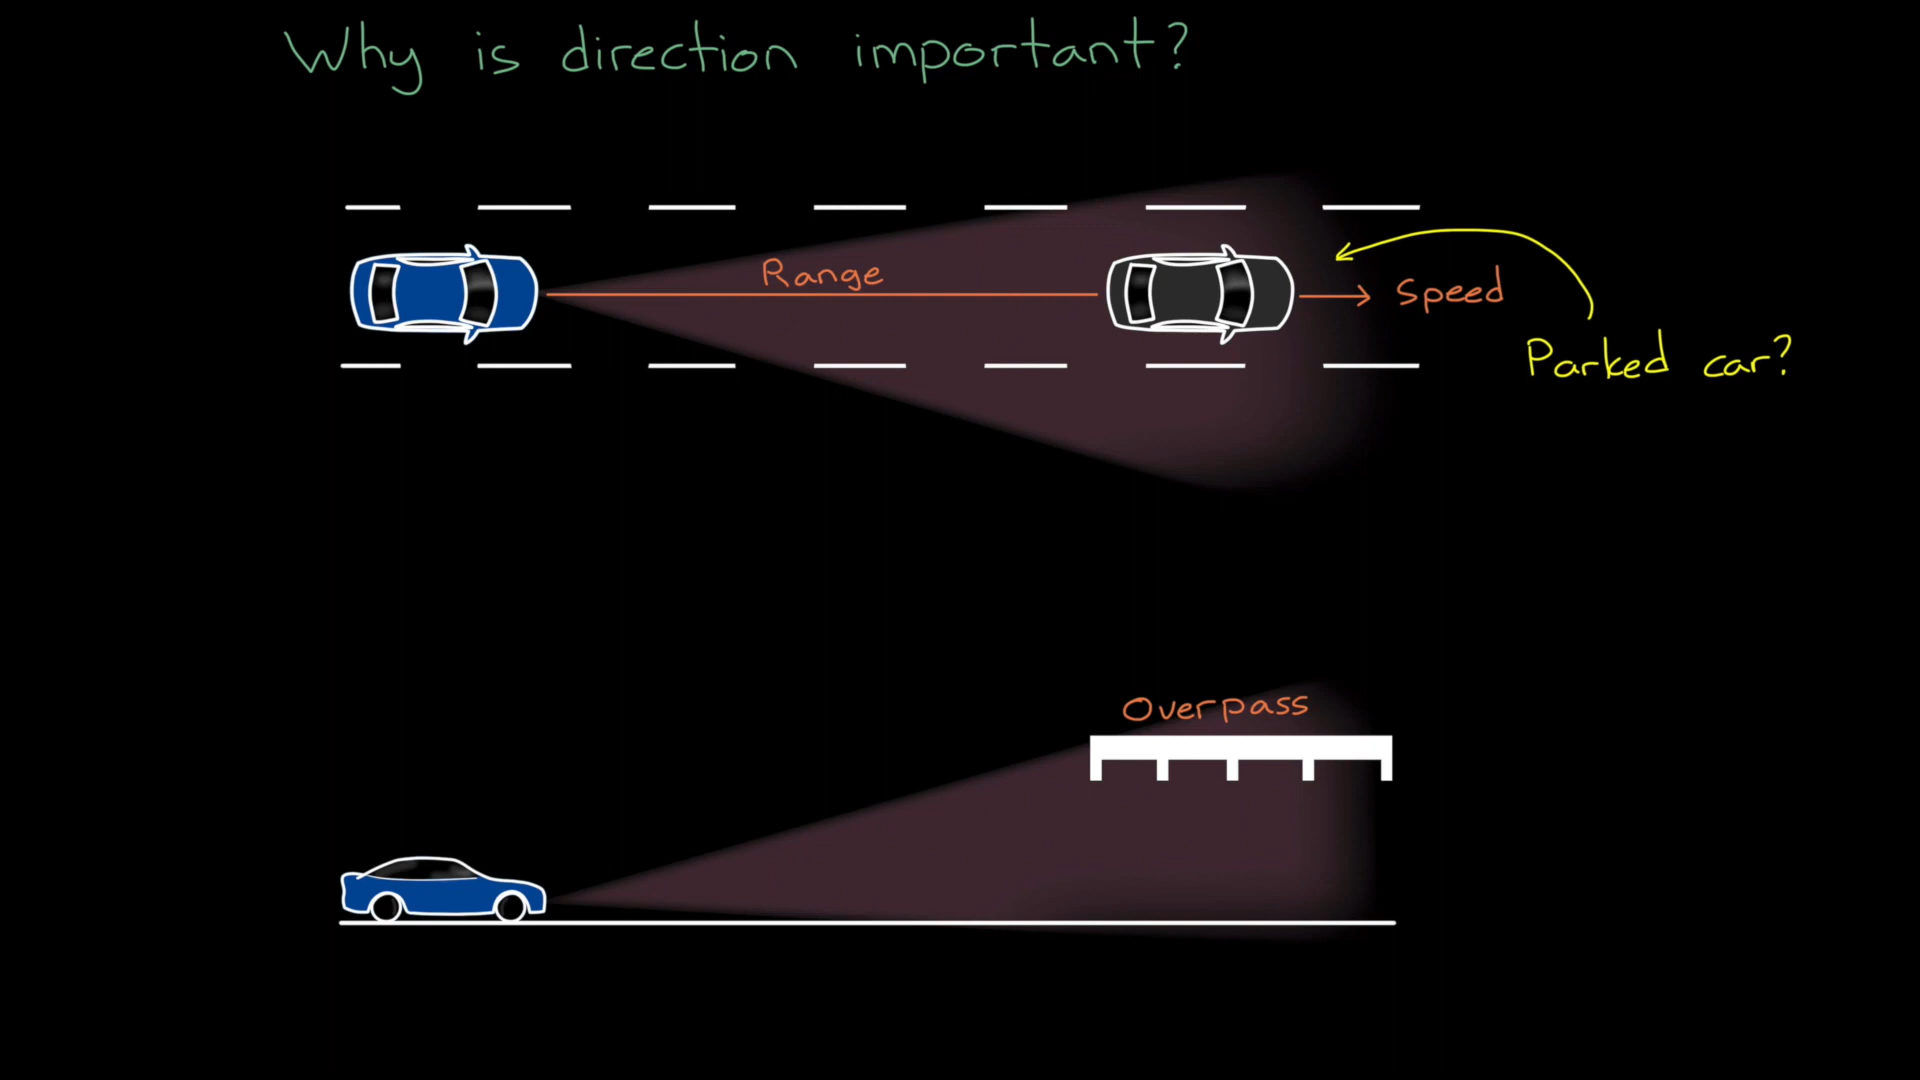 Why is direction important?
Range
Speed
Parked car?
Overpass